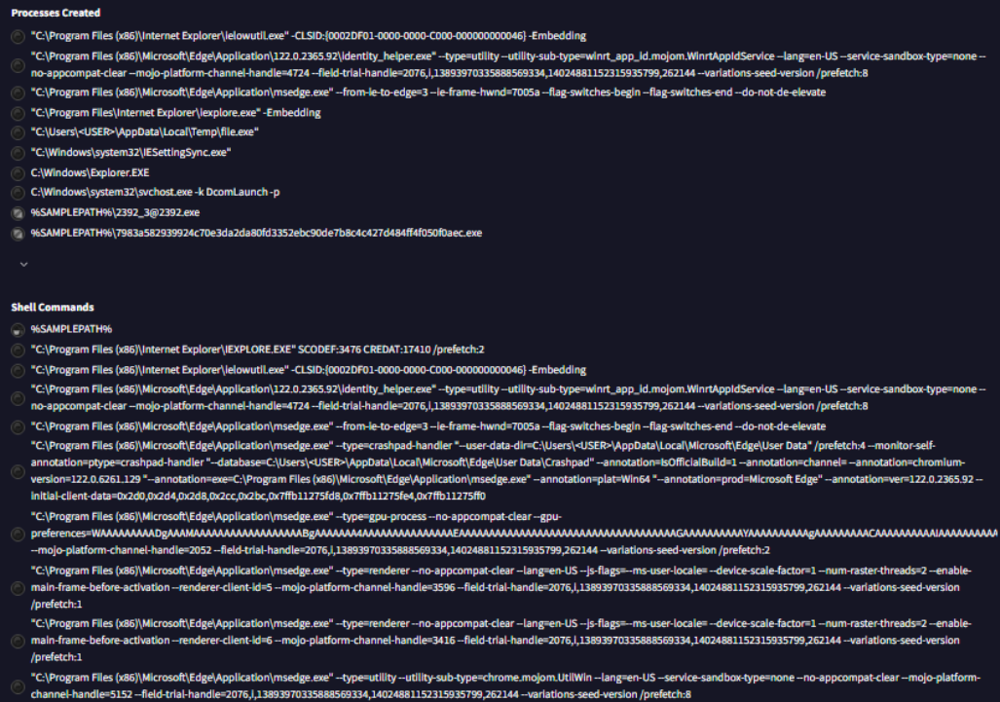 Processes Created
"C:\Program Files (x86)\Internet Explorer\ielowutil.exe" -CLSID:{0002DF01-0000-0000-C000-000000000046} -Embedding
"C:\Program Files (x86)\Microsoft\Edge\Application\122.0.2365.92\identity_helper.exe" --type=utility --utility-sub-type=winrt_app_id.mojom.WinrtAppIdService --lang=en-US --service-sandbox-type=none --
no-appcompat-clear --mojo-platform-channel-handle=4724 --field-trial-handle=2076,i,13893970335888569334,14024881152315935799,262144 --variations-seed-version /prefetch:8
"C:\Program Files (x86)\Microsoft\Edge\Application\msedge.exe" --from-ie-to-edge=3 --ie-frame-hwnd=7005a --flag-switches-begin --flag-switches-end --do-not-de-elevate
"C:\Program Files\Internet Explorer\iexplore.exe" -Embedding
"C:\Users\<USER>\AppData\Local\Temp\file.exe"
"C:\Windows\system32\IESettingSync.exe"
C:\Windows\Explorer.EXE
C:\Windows\system32\svchost.exe -k DcomLaunch -p
%SAMPLEPATH%\2392_3@2392.exe
%SAMPLEPATH%\7983a582939924c70e3da2da80fd3352ebc90de7b8c4c427d484ff4f050f0aec.exe
Shell Commands
%SAMPLEPATH%
"C:\Program Files (x86)\Internet Explorer\IEXPLORE.EXE" SCODEF:3476 CREDAT:17410 /prefetch:2
"C:\Program Files (x86)\Internet Explorer\ielowutil.exe" -CLSID:{0002DF01-0000-0000-C000-000000000046} -Embedding
"C:\Program Files (x86)\Microsoft\Edge\Application\122.0.2365.92\identity_helper.exe" --type=utility --utility-sub-type=winrt_app_id.mojom.WinrtAppIdService --lang=en-US --service-sandbox-type=none --
no-appcompat-clear --mojo-platform-channel-handle=4724 --field-trial-handle=2076,i,13893970335888569334,14024881152315935799,262144 --variations-seed-version /prefetch:8
"C:\Program Files (x86)\Microsoft\Edge\Application\msedge.exe" --from-ie-to-edge=3 --ie-frame-hwnd=7005a --flag-switches-begin --flag-switches-end --do-not-de-elevate
"C:\Program Files (x86)\Microsoft\Edge\Application\msedge.exe" --type=crashpad-handler "--user-data-dir=C:\Users\<USER>\AppData\Local\Microsoft\Edge\User Data" /prefetch:4 --monitor-self-
annotation=ptype=crashpad-handler "--database=C:\Users\<USER>\AppData\Local\Microsoft\Edge\User Data\Crashpad" --annotation=IsOfficialBuild=1 --annotation=channel= --annotation=chromium-
version=122.0.6261.129 "--annotation=exe=C:\Program Files (x86)\Microsoft\Edge\Application\msedge.exe" --annotation=plat=Win64 "--annotation=prod=Microsoft Edge" --annotation=ver=122.0.2365.92 --
initial-client-data=0x2d0,0x2d4,0x2d8,0x2cc,0x2bc,0x7ffb11275fd8,0x7ffb11275fe4,0x7ffb11275ff0
"C:\Program Files (x86)\Microsoft\Edge\Application\msedge.exe" --type=gpu-process --no-appcompat-clear --gpu-
--mojo-platform-channel-handle=2052 --field-trial-handle=2076,i,13893970335888569334,14024881152315935799,262144 --variations-seed-version /prefetch:2
"C:\Program Files (x86)\Microsoft\Edge\Application\msedge.exe" --type=renderer --no-appcompat-clear --lang=en-US --js-flags=--ms-user-locale= --device-scale-factor=1 --num-raster-threads=2 --enable-
main-frame-before-activation --renderer-client-id=5 --mojo-platform-channel-handle=3596 --field-trial-handle=2076,i,13893970335888569334,14024881152315935799,262144 --variations-seed-version
/prefetch:1
"C:\Program Files (x86)\Microsoft\Edge\Application\msedge.exe" --type=renderer --no-appcompat-clear --lang=en-US --js-flags=--ms-user-locale= --device-scale-factor=1 --num-raster-threads=2 --enable-
main-frame-before-activation --renderer-client-id=6 --mojo-platform-channel-handle=3416 --field-trial-handle=2076,i,13893970335888569334,14024881152315935799,262144 --variations-seed-version
/prefetch:1
"C:\Program Files (x86)\Microsoft\Edge\Application\msedge.exe" --type=utility --utility-sub-type=chrome.mojom.UtilWin --lang=en-US --service-sandbox-type=none --no-appcompat-clear --mojo-platform-
channel-handle=5152 --field-trial-handle=2076,i,13893970335888569334,14024881152315935799,262144 --variations-seed-version /prefetch:8